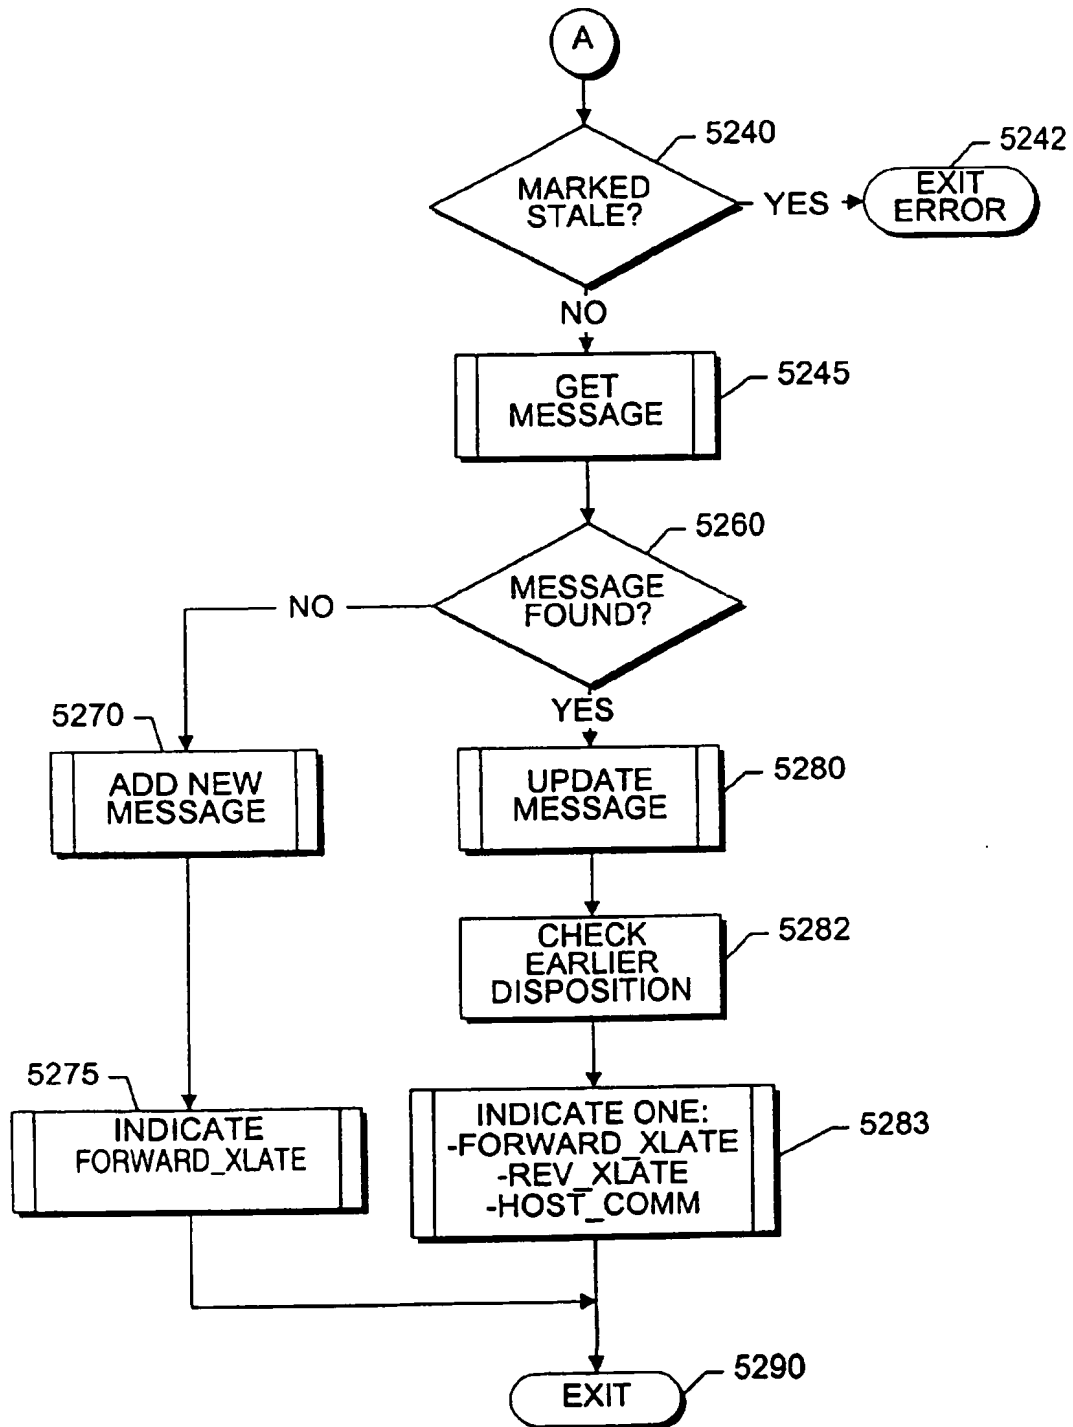 A
5240
MARKED
STALE?
YES
5242
EXIT
ERROR
NO
GET
MESSAGE
5245
5260
MESSAGE
FOUND?
NO
YES
5270
ADD NEW
MESSAGE
UPDATE
MESSAGE
5280
CHECK
EARLIER
DISPOSITION
5282
5275
INDICATE
FORWARD_XLATE
INDICATE ONE:
-FORWARD_XLATE
-REV_XLATE
-HOST_COMM
5283
EXIT
5290